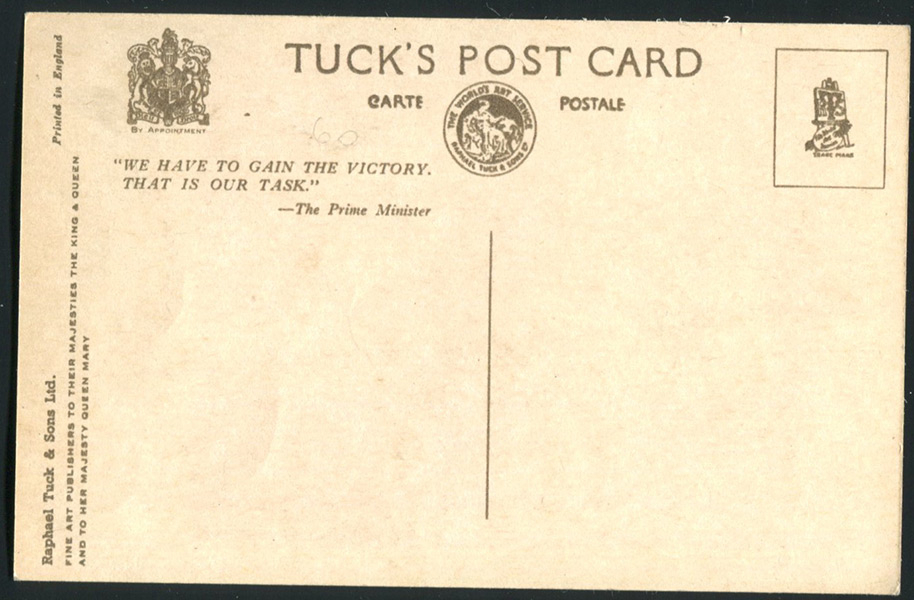 TUCK'S POST CARD
CARTE POSTALE
BY APPOINTMENT
THE WORLD'S ART SERVICE
RAPHAEL TUCK & SONS LD
TRADE MARK
60
"WE HAVE TO GAIN THE VICTORY.
THAT IS OUR TASK."
—The Prime Minister
Printed in England
Raphael Tuck & Sons Ltd.
FINE ART PUBLISHERS TO THEIR MAJESTIES THE KING & QUEEN
AND TO HER MAJESTY QUEEN MARY